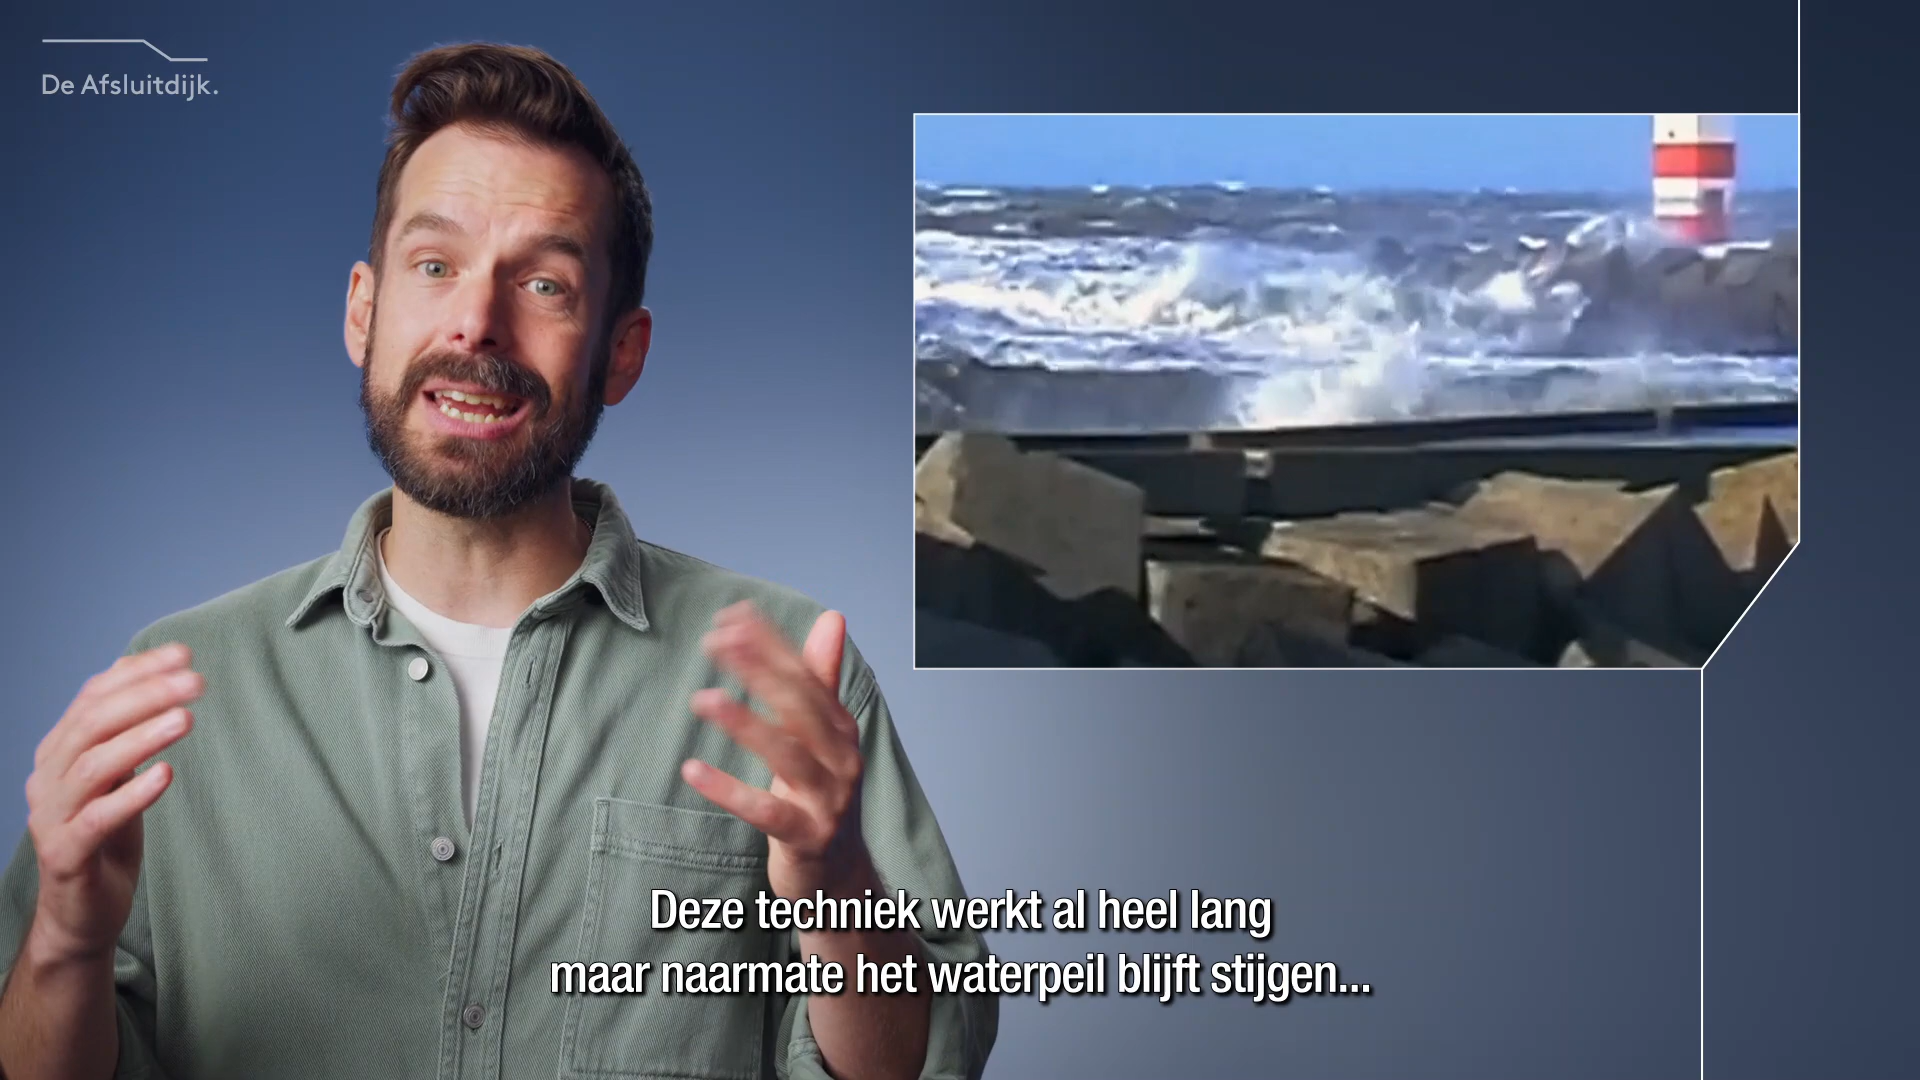 De Afsluitdijk.
Deze techniek werkt al heel lang
maar naarmate het waterpeil blijft stijgen...